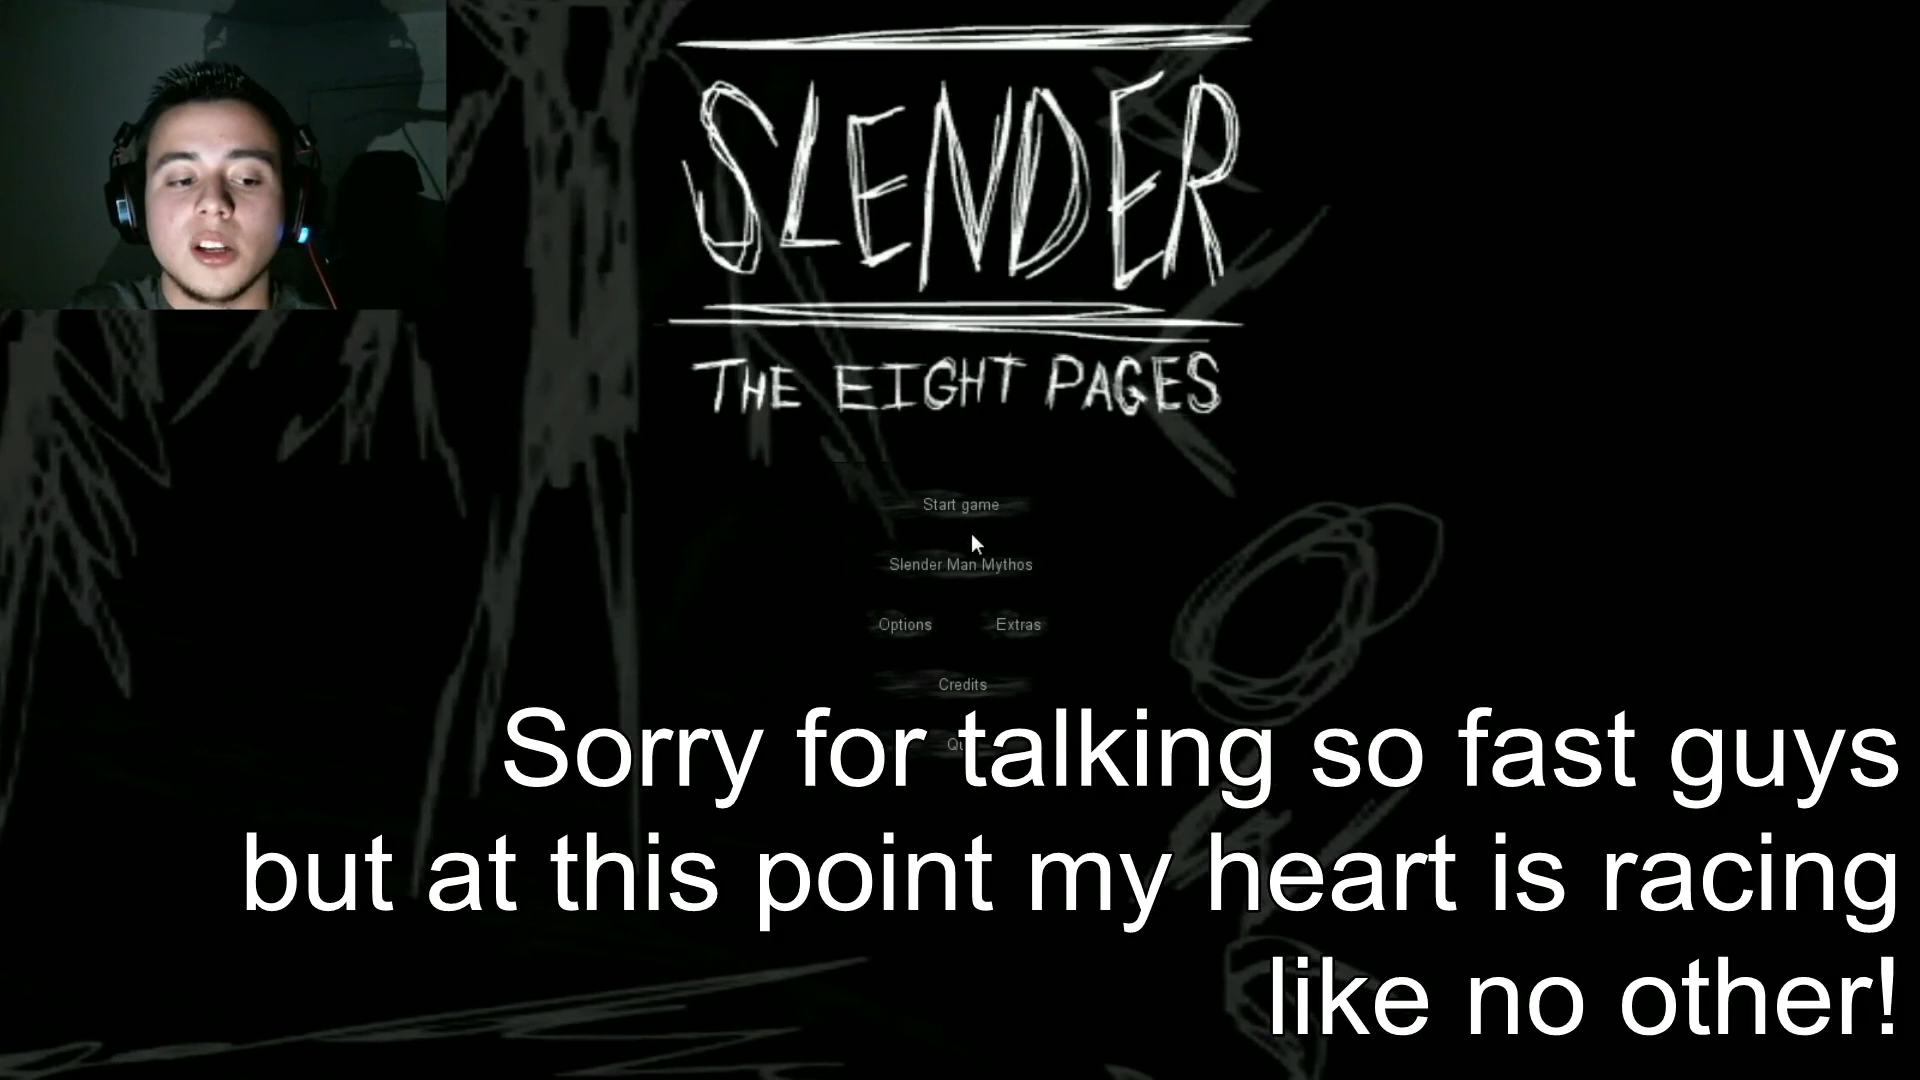 SLENDER
THE EIGHT PAGES
Start game
Slender Man Mythos
Options Extras
Credits
Sorry for talking so fast guys
but at this point my heart is racing
like no other!